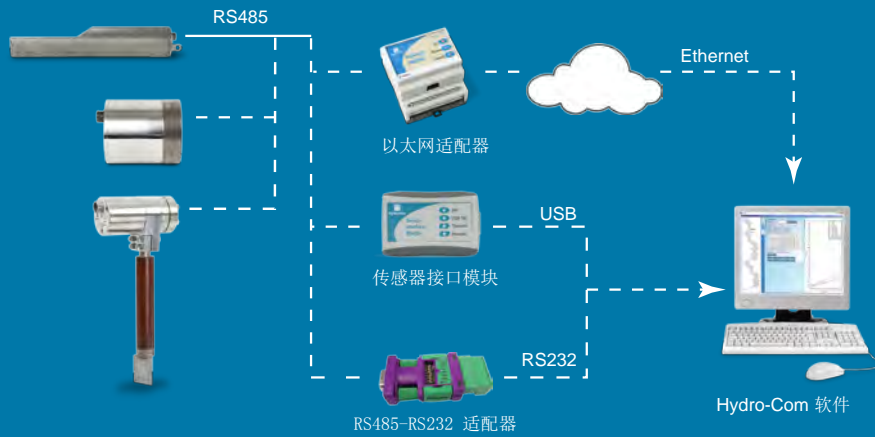 RS485
Ethernet
以太网适配器
USB
传感器接口模块
RS232
RS485-RS232 适配器
Hydro-Com 软件